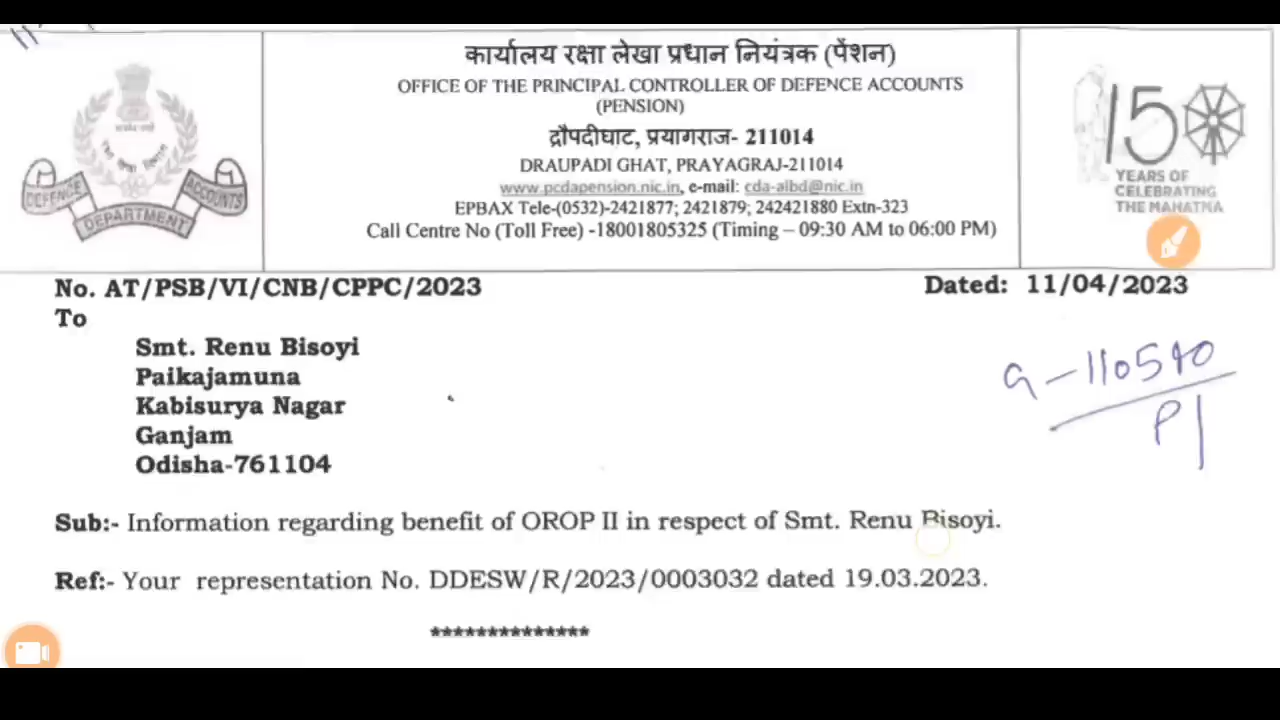 कार्यालय रक्षा लेखा प्रधान नियंत्रक (पेंशन)
OFFICE OF THE PRINCIPAL CONTROLLER OF DEFENCE ACCOUNTS
(PENSION)
द्रौपदीघाट, प्रयागराज- 211014
DRAUPADI GHAT, PRAYAGRAJ-211014
www.pcdapension.nic.in, e-mail: cda-albd@nic.in
EPBAX Tele-(0532)-2421877; 2421879; 242421880 Extn-323
Call Centre No (Toll Free) -18001805325 (Timing – 09:30 AM to 06:00 PM)
DEFENCE DEPARTMENT ACCOUNTS
150
YEARS OF
CELEBRATING
THE MAHATMA
No. AT/PSB/VI/CNB/CPPC/2023 Dated: 11/04/2023
To
Smt. Renu Bisoyi
Paikajamuna
Kabisurya Nagar
Ganjam
Odisha-761104
Sub:- Information regarding benefit of OROP II in respect of Smt. Renu Bisoyi.
Ref:- Your representation No. DDESW/R/2023/0003032 dated 19.03.2023.
**************